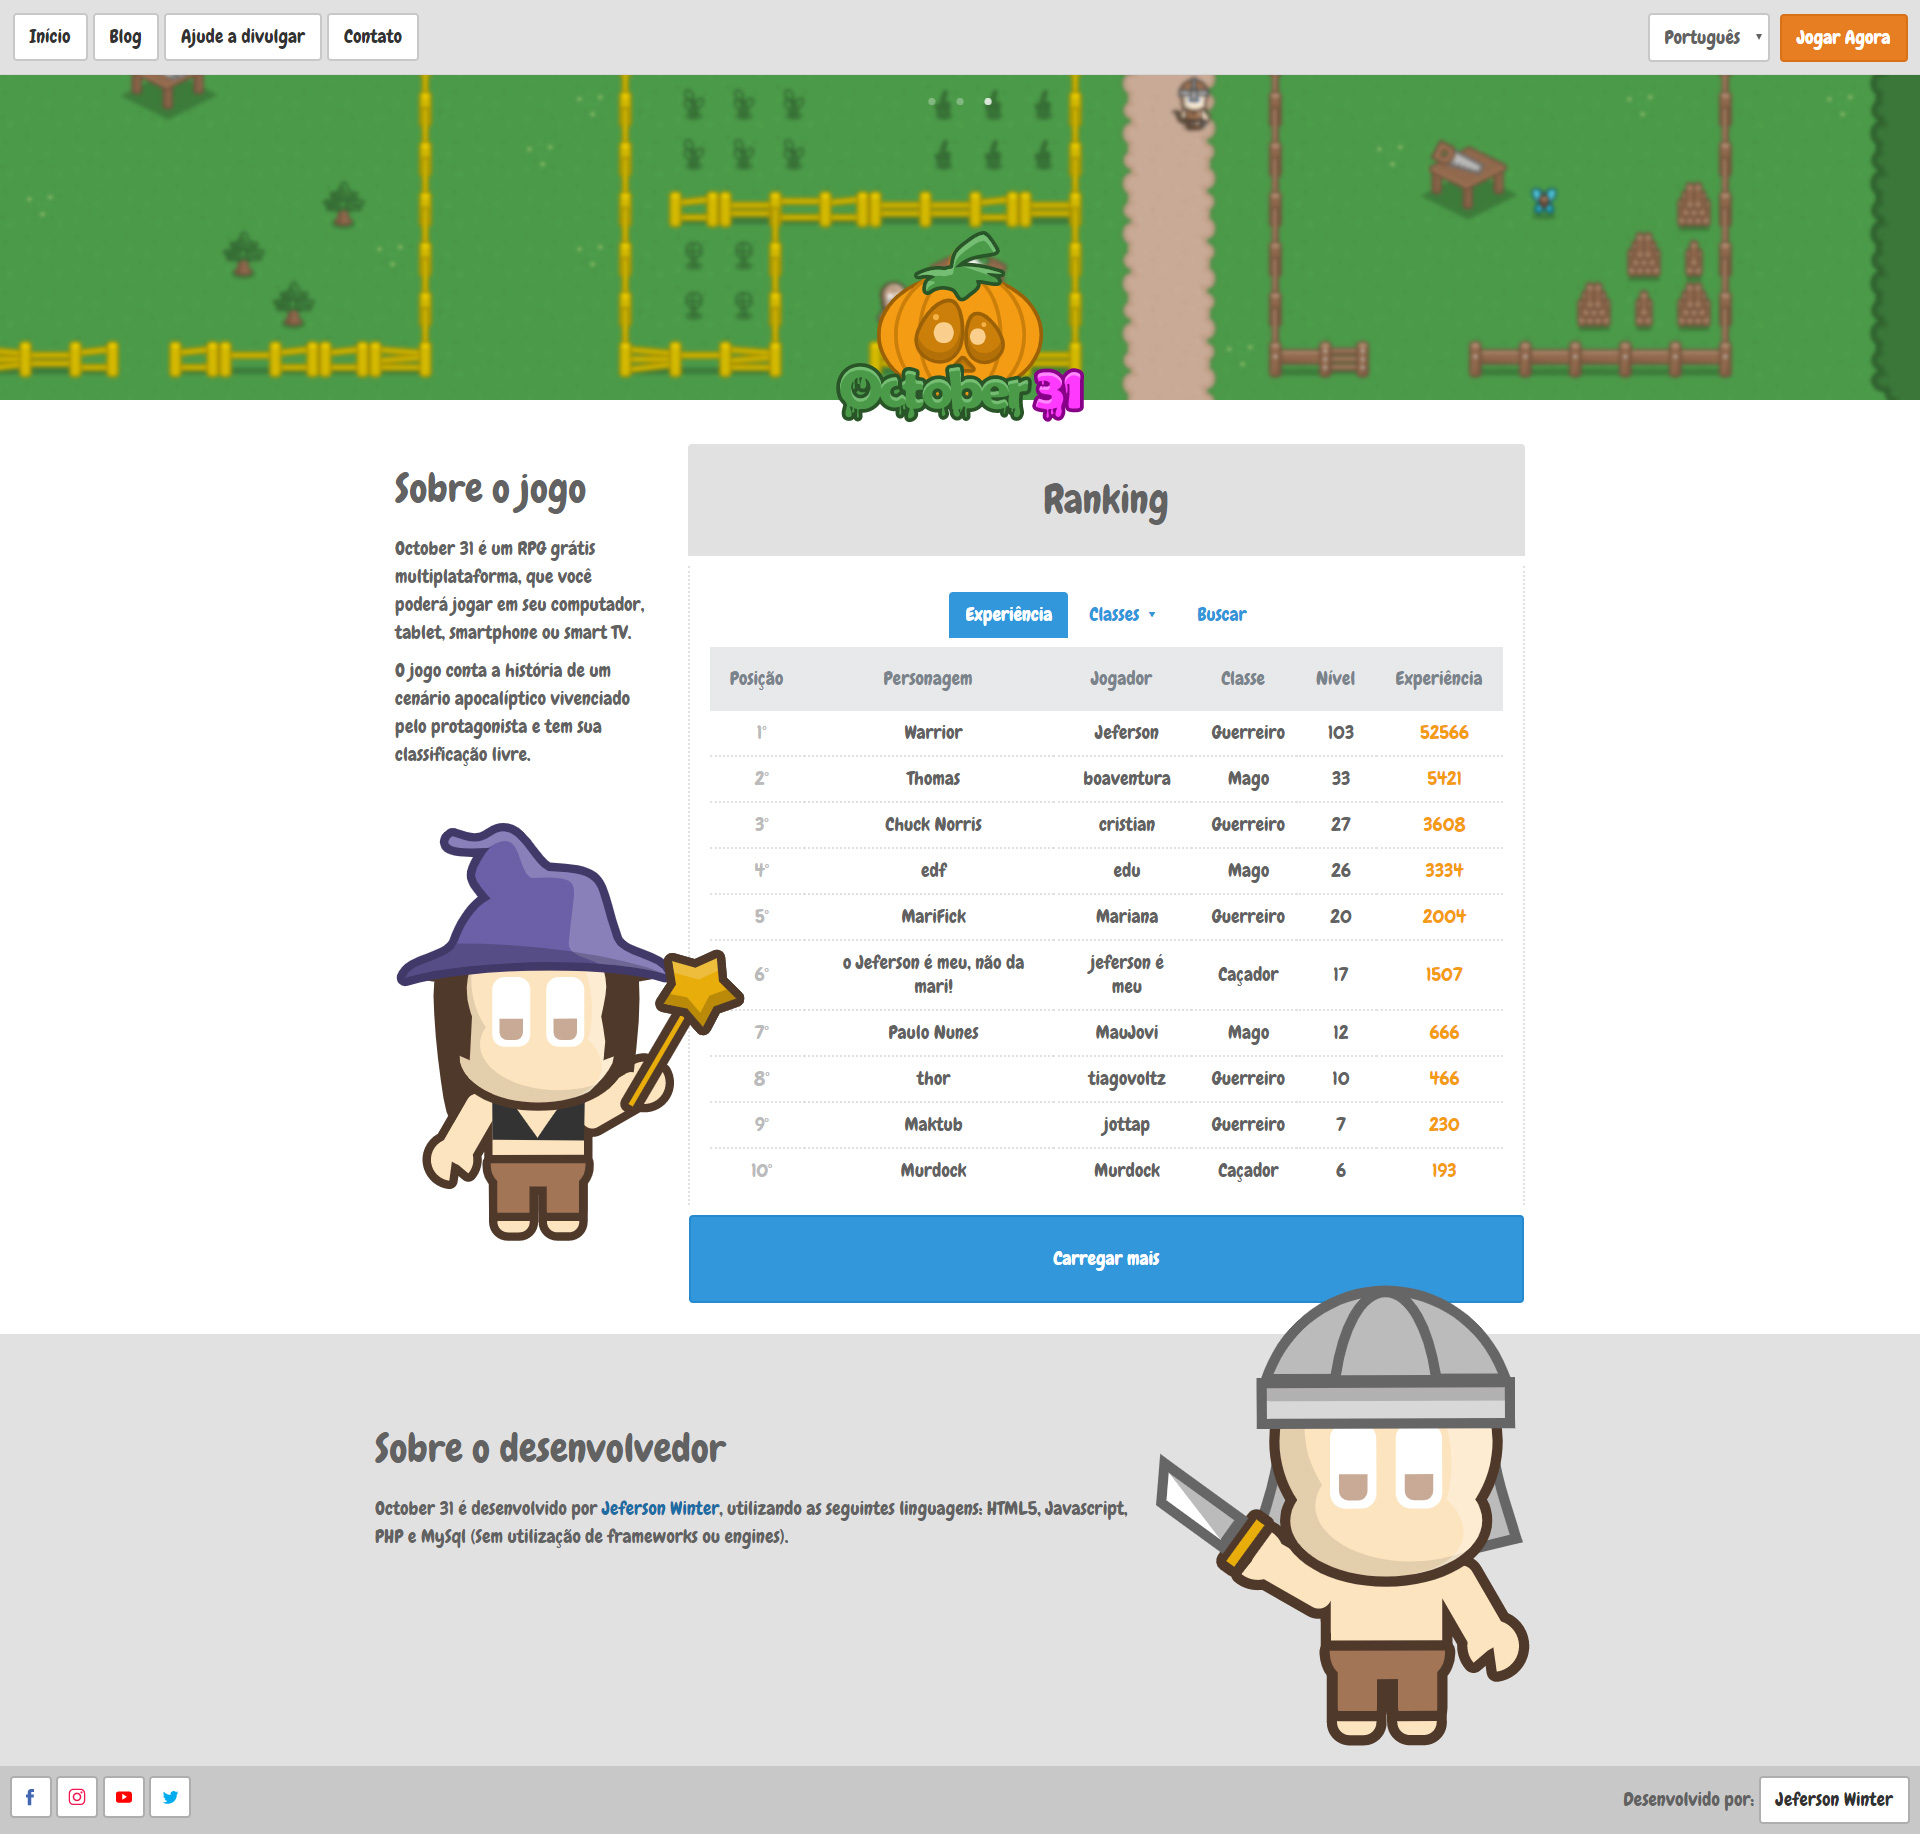 Início Blog Ajude a divulgar Contato Português Jogar Agora
October 31
Sobre o jogo
October 31 é um RPG grátis
multiplataforma, que você
poderá jogar em seu computador,
tablet, smartphone ou smart TV.
O jogo conta a história de um
cenário apocalíptico vivenciado
pelo protagonista e tem sua
classificação livre.
Ranking
Experiência Classes Buscar
Posição Personagem Jogador Classe Nível Experiência
1° Warrior Jeferson Guerreiro 103 52566
2° Thomas boaventura Mago 33 5421
3° Chuck Norris cristian Guerreiro 27 3608
4° edf edu Mago 26 3334
5° MariFick Mariana Guerreiro 20 2004
6° o Jeferson é meu, não da mari! jeferson é meu Caçador 17 1507
7° Paulo Nunes MauJovi Mago 12 666
8° thor tiagovoltz Guerreiro 10 466
9° Maktub jottap Guerreiro 7 230
10° Murdock Murdock Caçador 6 193
Carregar mais
Sobre o desenvolvedor
October 31 é desenvolvido por Jeferson Winter, utilizando as seguintes linguagens: HTML5, Javascript,
PHP e MySql (Sem utilização de frameworks ou engines).
Desenvolvido por: Jeferson Winter